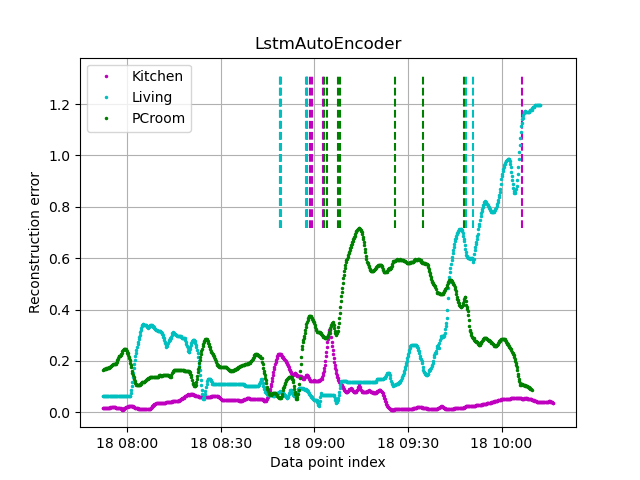 LstmAutoEncoder
Kitchen
Living
PCroom
Reconstruction error
1.2
1.0
0.8
0.6
0.4
0.2
0.0
18 08:00
18 08:30
18 09:00
18 09:30
18 10:00
Data point index